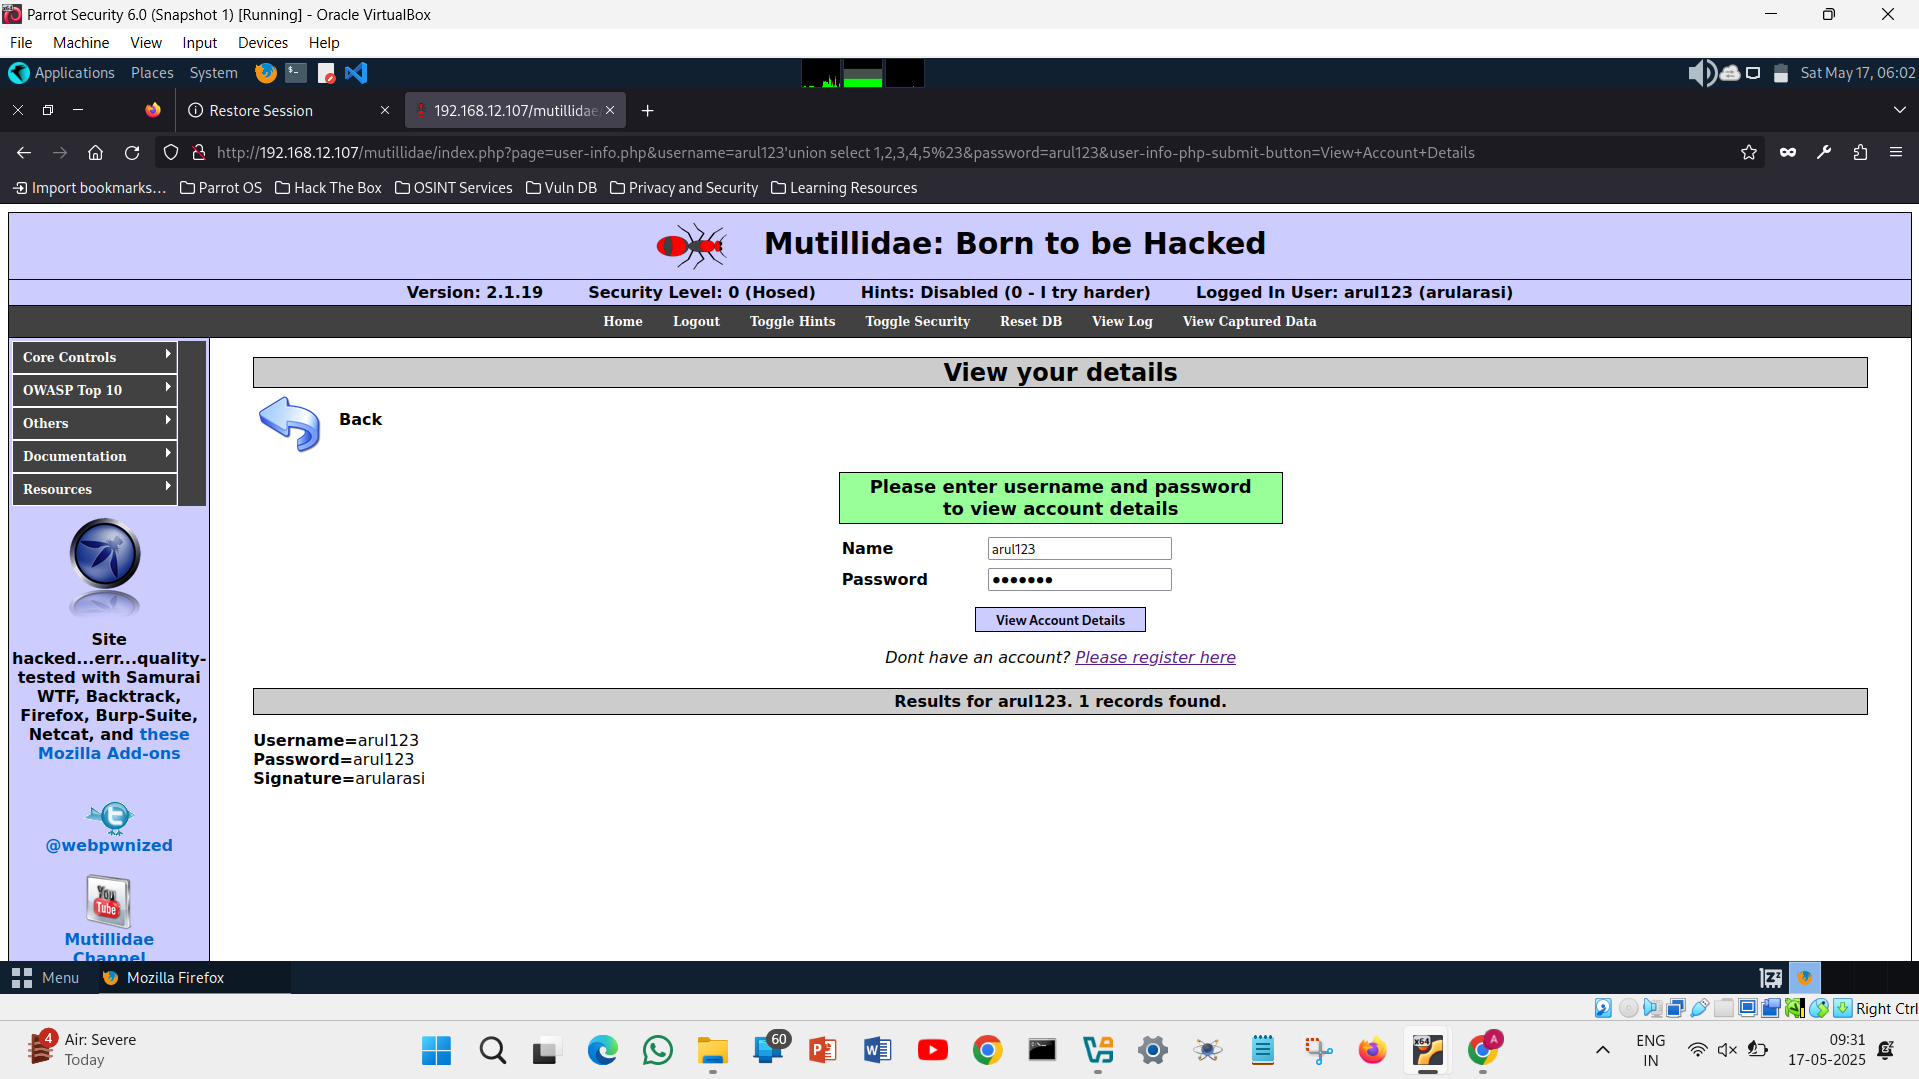 Parrot Security 6.0 (Snapshot 1) [Running] - Oracle VirtualBox
File Machine View Input Devices Help
Applications Places System Sat May 17, 06:02
Restore Session 192.168.12.107/mutillidae/
http://192.168.12.107/mutillidae/index.php?page=user-info.php&username=arul123'union select 1,2,3,4,5%23&password=arul123&user-info-php-submit-button=View+Account+Details
Import bookmarks... Parrot OS Hack The Box OSINT Services Vuln DB Privacy and Security Learning Resources
Mutillidae: Born to be Hacked
Version: 2.1.19 Security Level: 0 (Hosed) Hints: Disabled (0 - I try harder) Logged In User: arul123 (arularasi)
Home Logout Toggle Hints Toggle Security Reset DB View Log View Captured Data
Core Controls
OWASP Top 10
Others
Documentation
Resources
Site
hacked...err...quality-
tested with Samurai
WTF, Backtrack,
Firefox, Burp-Suite,
Netcat, and these
Mozilla Add-ons
@webpwnized
You
Tube
Mutillidae
Channel
View your details
Back
Please enter username and password
to view account details
Name arul123
Password
View Account Details
Dont have an account? Please register here
Results for arul123. 1 records found.
Username=arul123
Password=arul123
Signature=arularasi
Menu Mozilla Firefox
Right Ctrl
4 Air: Severe
Today
60
x64
A
ENG
IN
09:31
17-05-2025